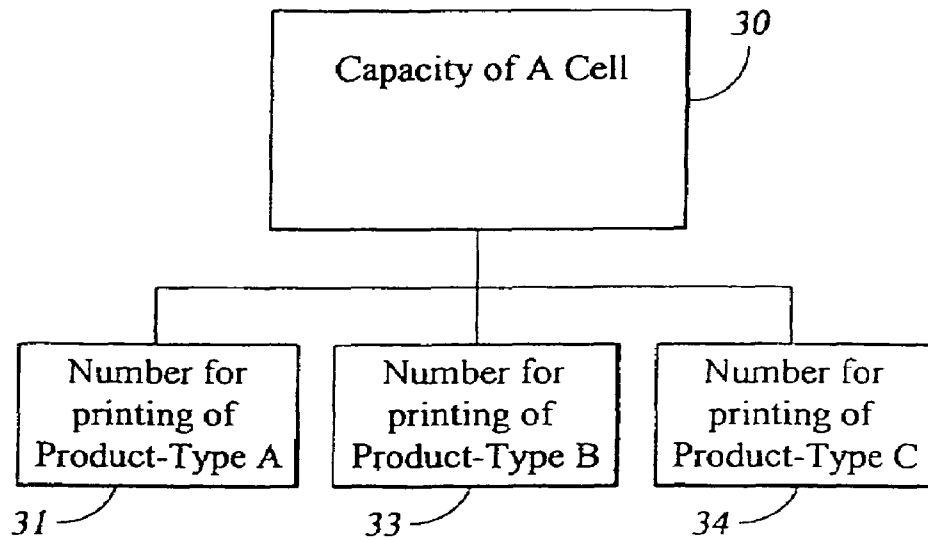 30
Capacity of A Cell
Number for
printing of
Product-Type A
Number for
printing of
Product-Type B
Number for
printing of
Product-Type C
31
33
34